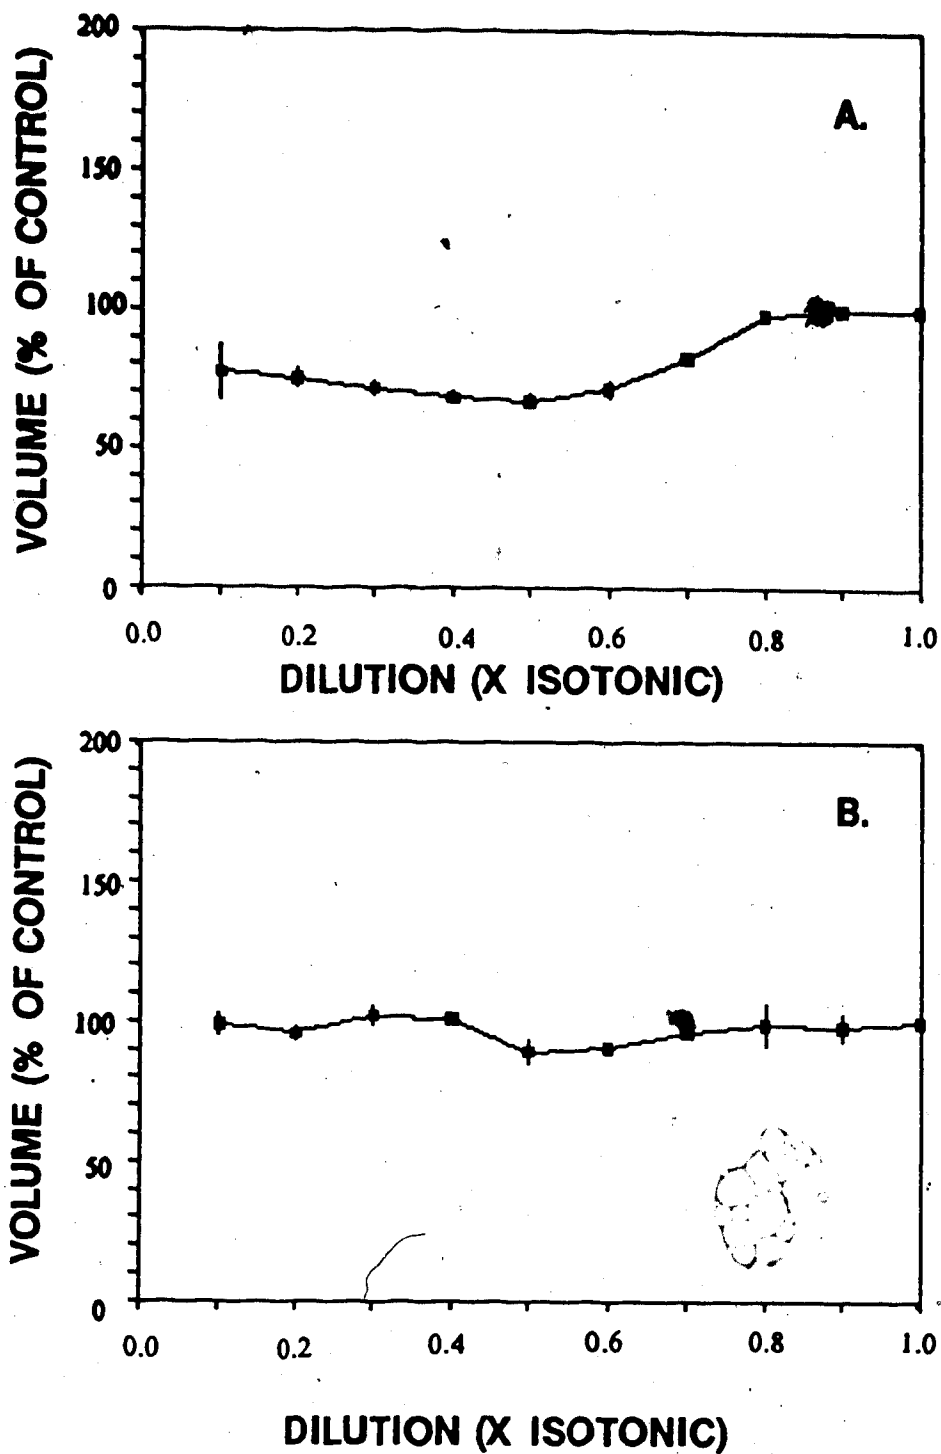 200
A.
150
100
50
0
VOLUME (% OF CONTROL)
0.0 0.2 0.4 0.6 0.8 1.0
DILUTION (X ISOTONIC)
200
B.
150
100
50
0
VOLUME (% OF CONTROL)
0.0 0.2 0.4 0.6 0.8 1.0
DILUTION (X ISOTONIC)